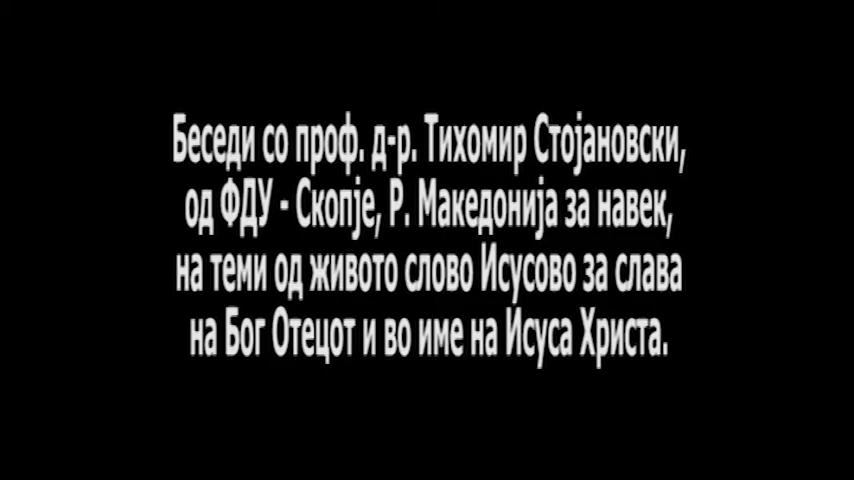 Беседи со проф. д-р. Тихомир Стојановски,
од ФДУ - Скопје, Р. Македонија за навек,
на теми од живото слово Исусово за слава
на Бог Отецот и во име на Исуса Христа.